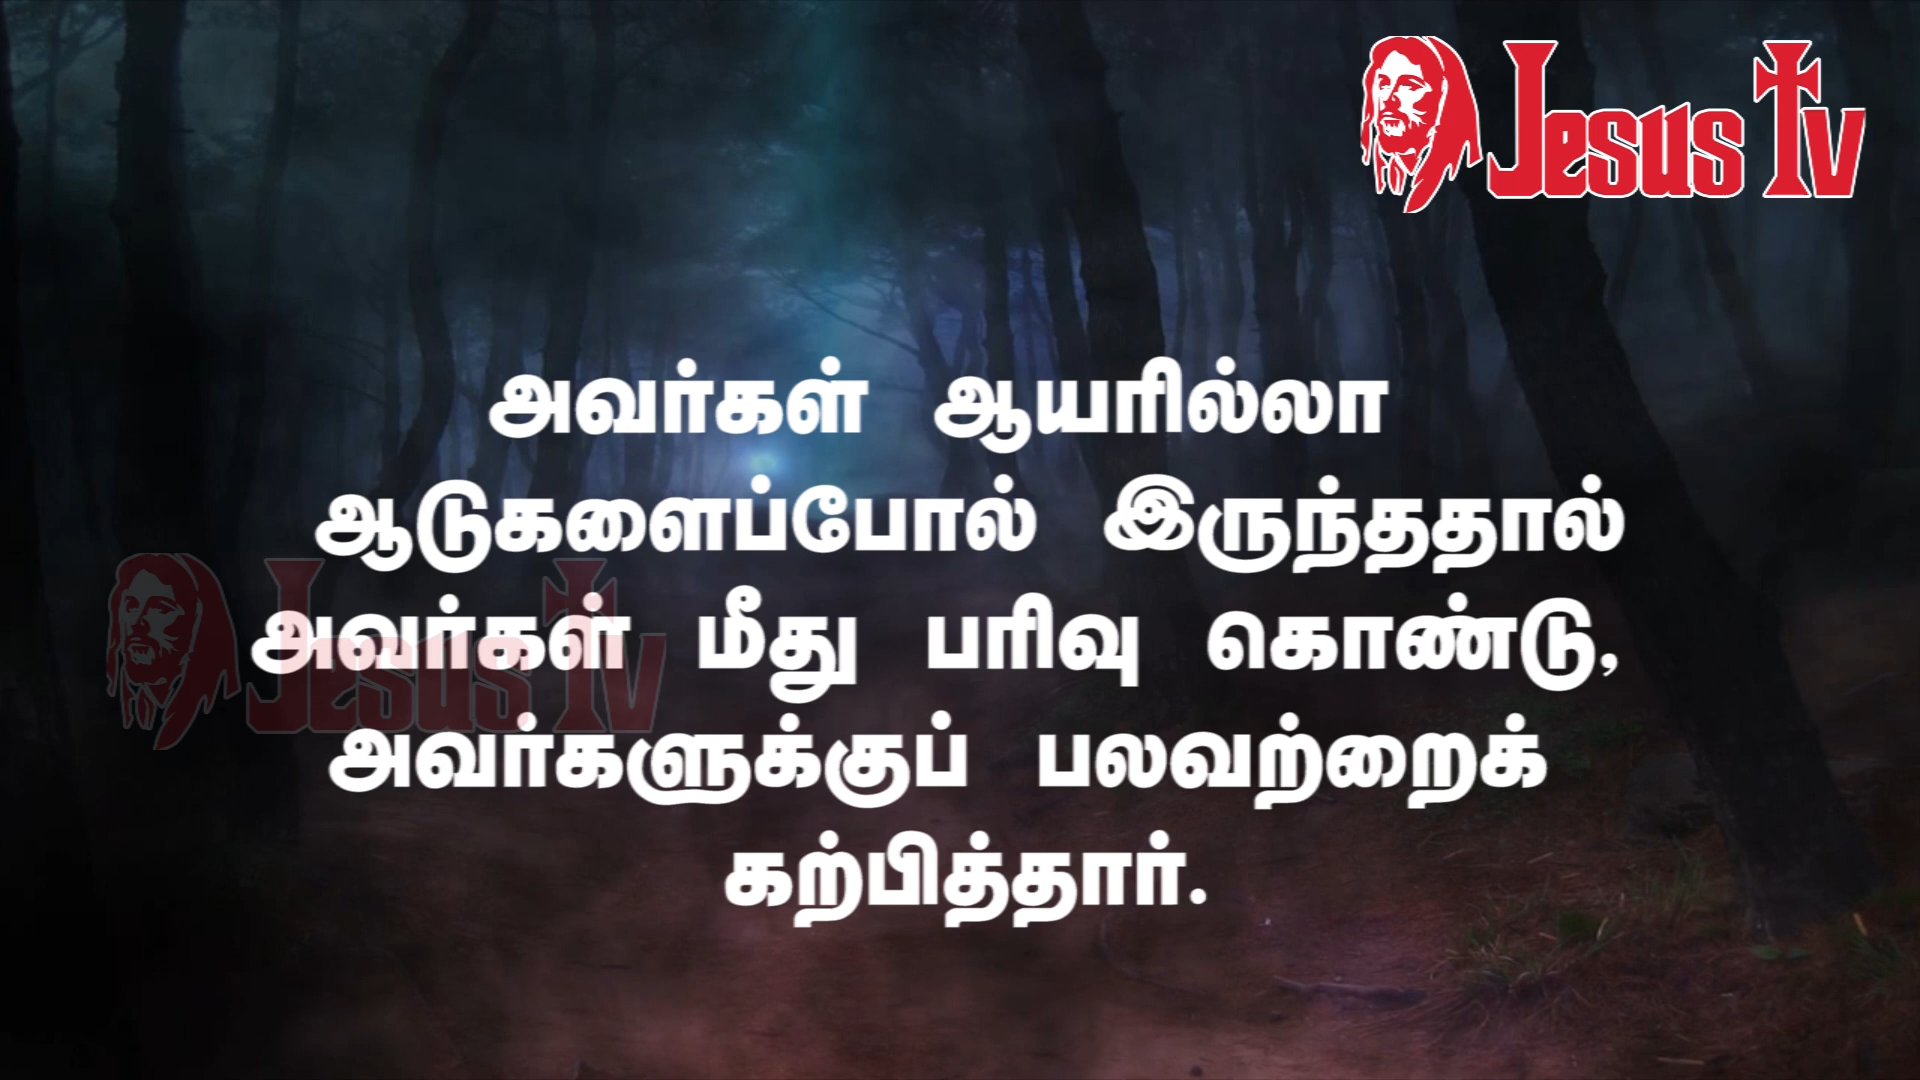 Jesus Tv
அவர்கள் ஆயரில்லா
ஆடுகளைப்போல் இருந்ததால்
அவர்கள் மீது பரிவு கொண்டு,
Jesus Tv
அவர்களுக்குப் பலவற்றைக்
கற்பித்தார்.